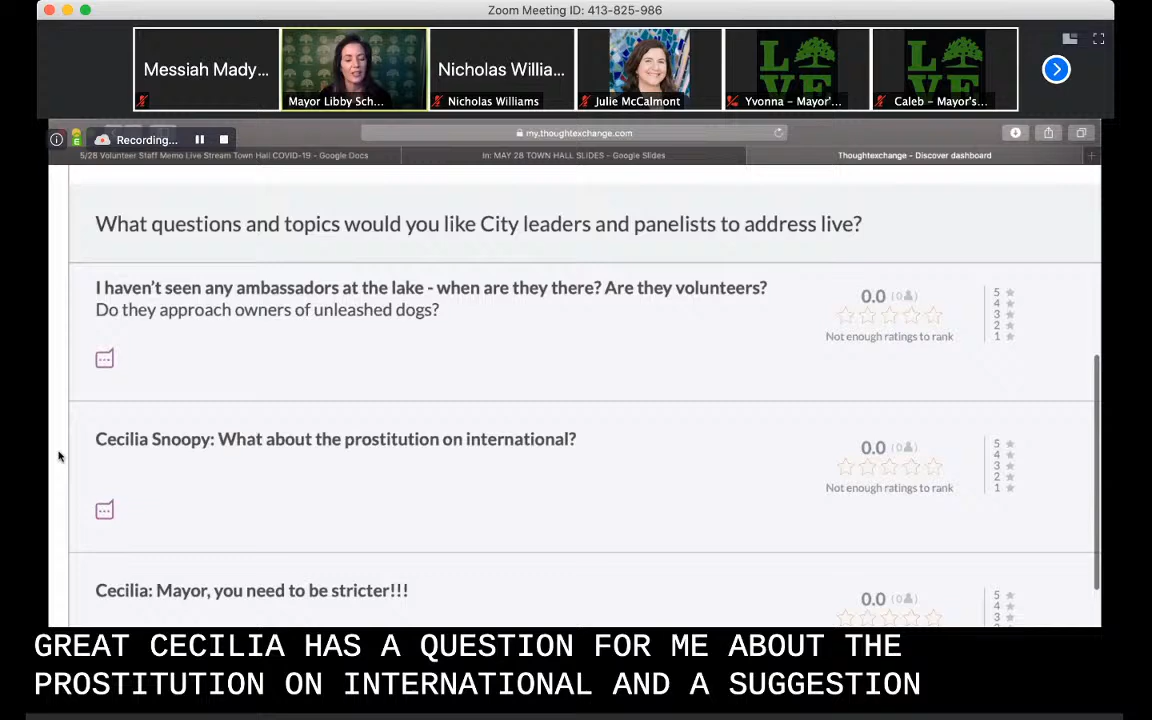 Zoom Meeting ID: 413-825-986
Messiah Mady...
Mayor Libby Sch...
Nicholas Willia...
Nicholas Williams
Julie McCalmont
LOVE
Yvonna – Mayor'...
LOVE
Caleb – Mayor's...
Recording...
my.thoughtexchange.com
5/28 Volunteer Staff Memo Live Stream Town Hall COVID-19 - Google Docs
In: MAY 28 TOWN HALL SLIDES - Google Slides
Thoughtexchange - Discover dashboard
What questions and topics would you like City leaders and panelists to address live?
I haven't seen any ambassadors at the lake - when are they there? Are they volunteers?
Do they approach owners of unleashed dogs?
0.0 (0)
Not enough ratings to rank
5
4
3
2
1
Cecilia Snoopy: What about the prostitution on international?
0.0 (0)
Not enough ratings to rank
5
4
3
2
1
Cecilia: Mayor, you need to be stricter!!!
0.0 (0)
5
4
3
GREAT CECILIA HAS A QUESTION FOR ME ABOUT THE
PROSTITUTION ON INTERNATIONAL AND A SUGGESTION